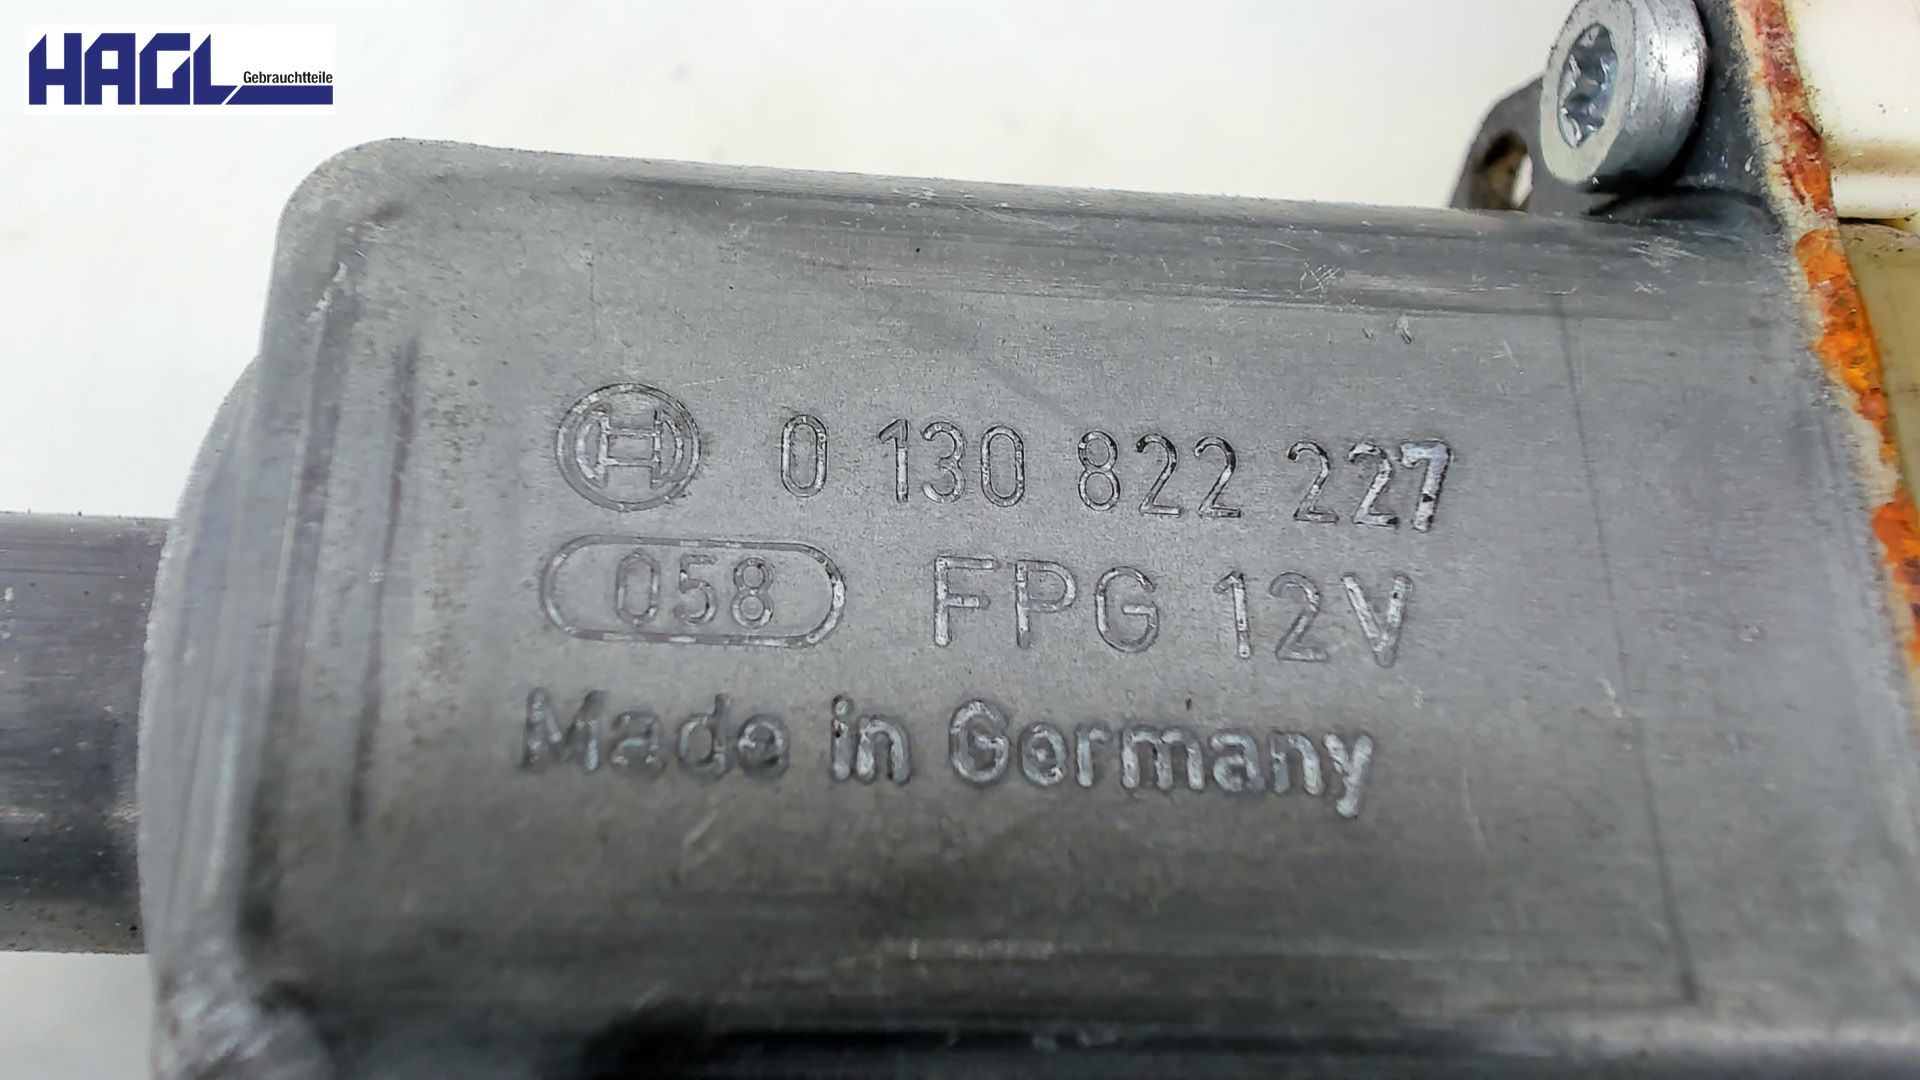 HAGL Gebrauchtteile
0 130 822 227
058 FPG 12V
Made in Germany